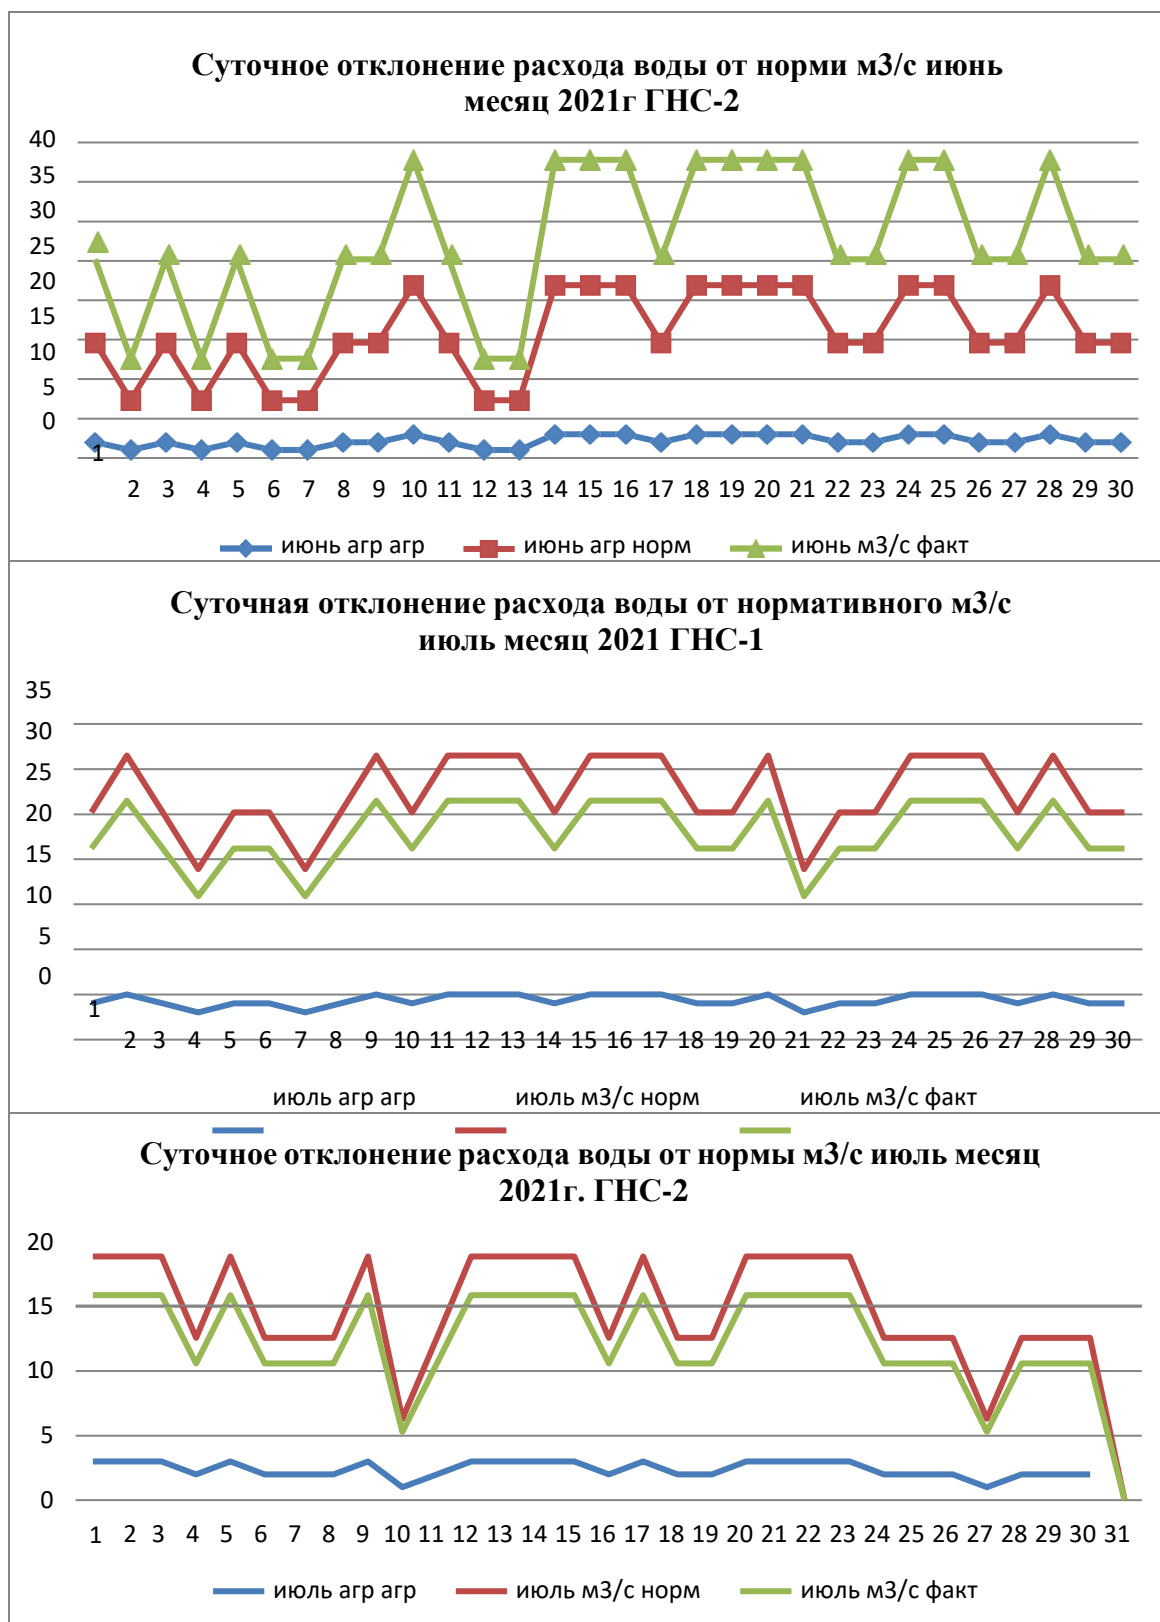 Суточное отклонение расхода воды от норми м3/с июнь
месяц 2021г ГНС-2
40
35
30
25
20
15
10
5
0
1 2 3 4 5 6 7 8 9 10 11 12 13 14 15 16 17 18 19 20 21 22 23 24 25 26 27 28 29 30
июнь агр агр июнь агр норм июнь м3/с факт
Суточная отклонение расхода воды от нормативного м3/с
июль месяц 2021 ГНС-1
35
30
25
20
15
10
5
0
1 2 3 4 5 6 7 8 9 10 11 12 13 14 15 16 17 18 19 20 21 22 23 24 25 26 27 28 29 30
июль агр агр июль м3/с норм июль м3/с факт
Суточное отклонение расхода воды от нормы м3/с июль месяц
2021г. ГНС-2
20
15
10
5
0
1 2 3 4 5 6 7 8 9 10 11 12 13 14 15 16 17 18 19 20 21 22 23 24 25 26 27 28 29 30 31
июль агр агр июль м3/с норм июль м3/с факт